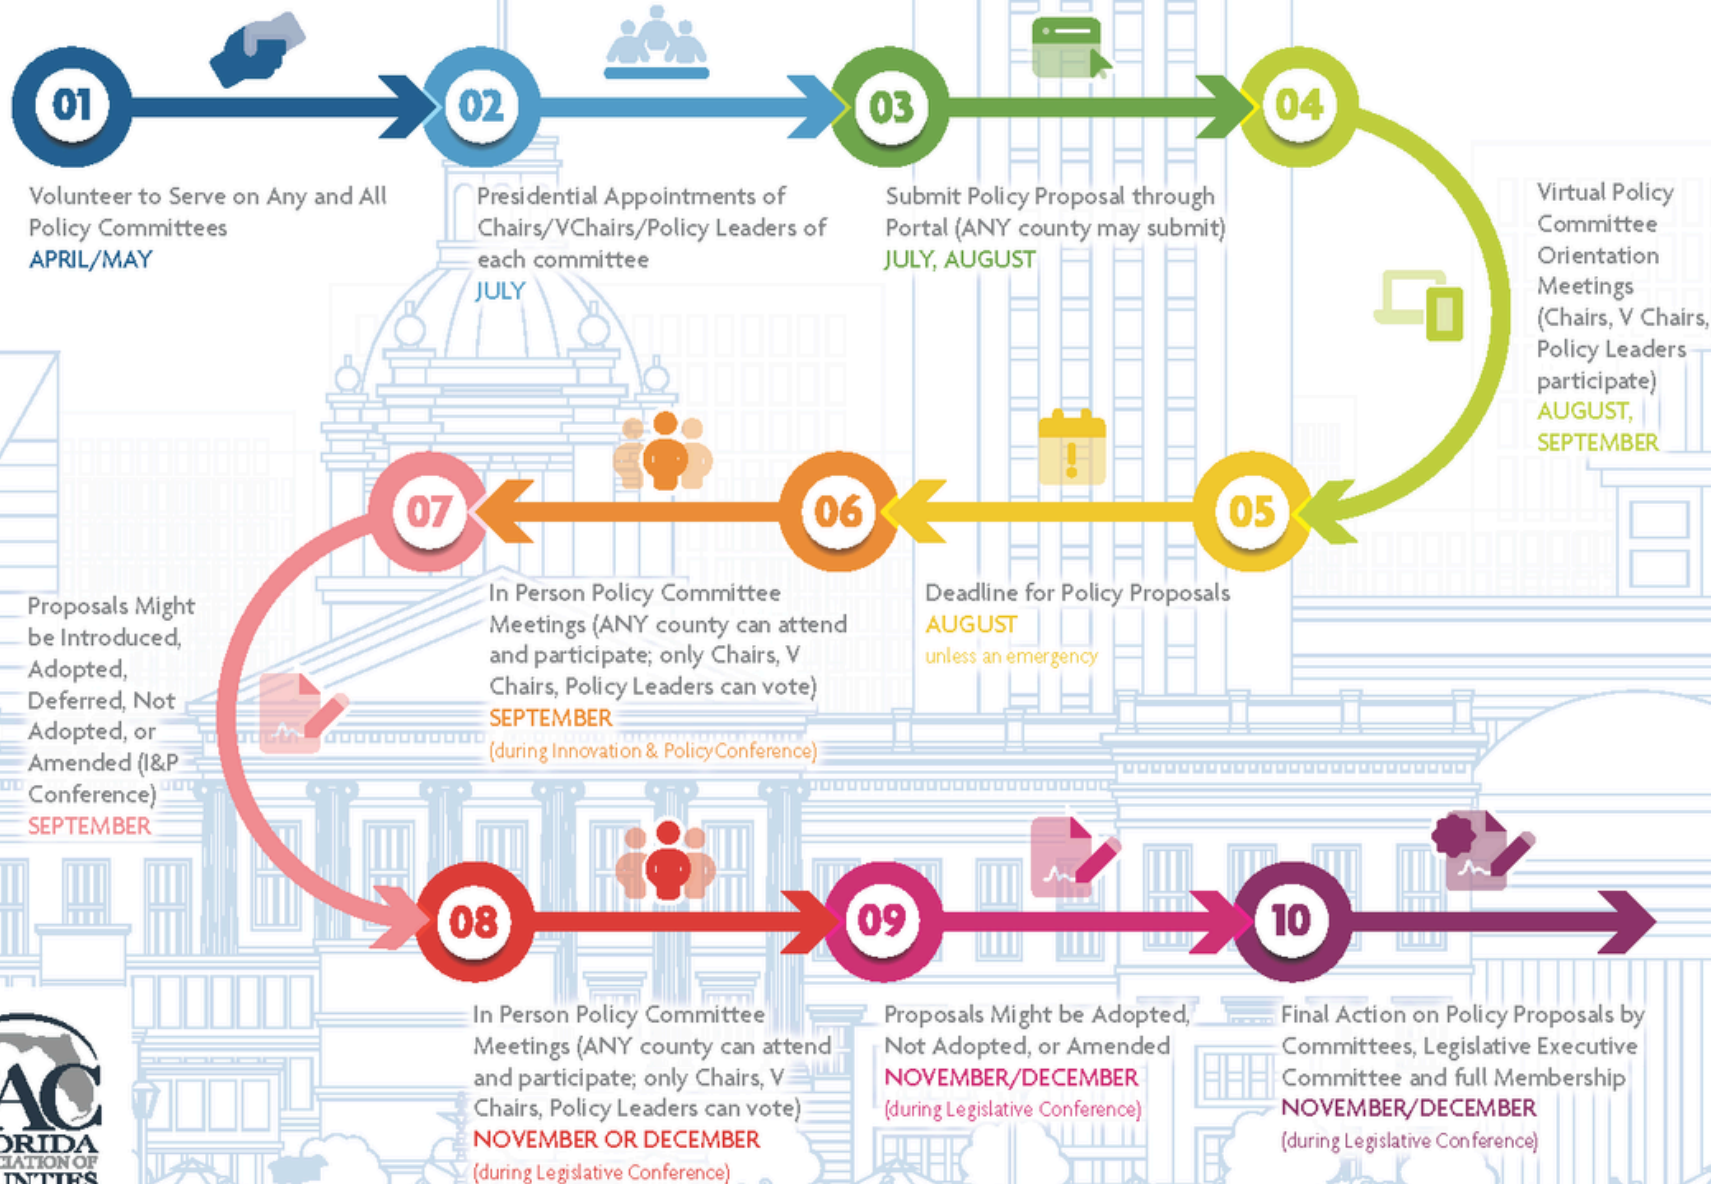 01
02
03
04
Volunteer to Serve on Any and All
Policy Committees
APRIL/MAY
Presidential Appointments of
Chairs/VChairs/Policy Leaders of
each committee
JULY
Submit Policy Proposal through
Portal (ANY county may submit)
JULY, AUGUST
Virtual Policy
Committee
Orientation
Meetings
(Chairs, V Chairs,
Policy Leaders
participate)
AUGUST,
SEPTEMBER
05
Deadline for Policy Proposals
AUGUST
unless an emergency
06
In Person Policy Committee
Meetings (ANY county can attend
and participate; only Chairs, V
Chairs, Policy Leaders can vote)
SEPTEMBER
(during Innovation & Policy Conference)
07
Proposals Might
be Introduced,
Adopted,
Deferred, Not
Adopted, or
Amended (I&P
Conference)
SEPTEMBER
08
In Person Policy Committee
Meetings (ANY county can attend
and participate; only Chairs, V
Chairs, Policy Leaders can vote)
NOVEMBER OR DECEMBER
(during Legislative Conference)
09
Proposals Might be Adopted,
Not Adopted, or Amended
NOVEMBER/DECEMBER
(during Legislative Conference)
10
Final Action on Policy Proposals by
Committees, Legislative Executive
Committee and full Membership
NOVEMBER/DECEMBER
(during Legislative Conference)
AC
ORIDA
CIATION OF
UNTIES